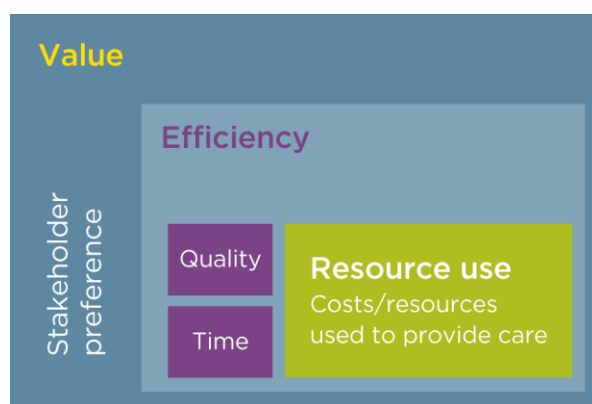 Value
Efficiency
Stakeholder
preference
Quality
Time
Resource use
Costs/resources
used to provide care